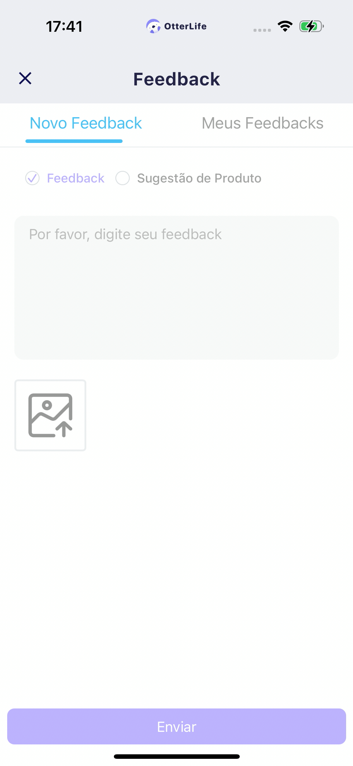 17:41
OtterLife
Feedback
Novo Feedback
Meus Feedbacks
Feedback
Sugestão de Produto
Por favor, digite seu feedback
Enviar